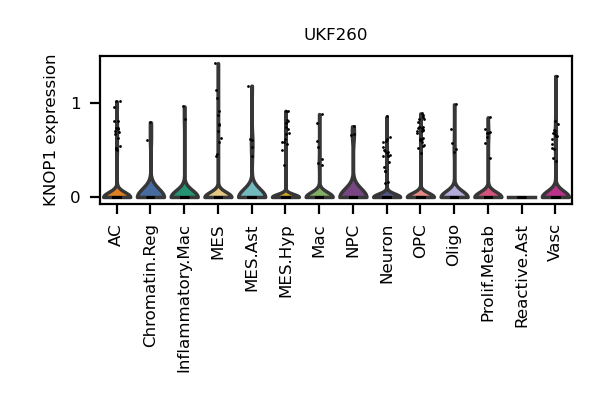 UKF260
KNOP1 expression
1
0
AC
Chromatin.Reg
Inflammatory.Mac
MES
MES.Ast
MES.Hyp
Mac
NPC
Neuron
OPC
Oligo
Prolif.Metab
Reactive.Ast
Vasc